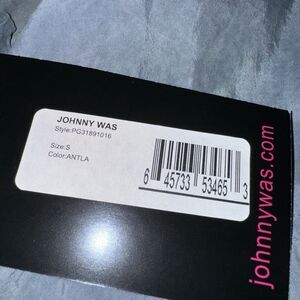 JOHNNY WAS
Style:PG31891016
Size:S
Color:ANTLA
6 45733 53465 3
johnnywas.com